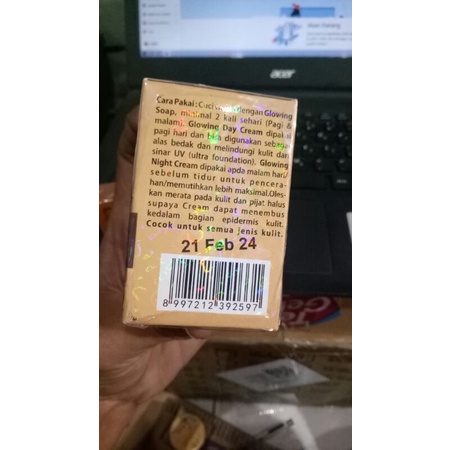 acer
Cara Pakai : Cuci dengan Glowing
Soap, minimal 2 kali sehari (Pagi &
malam). Glowing Day Cream dipakai
pagi hari dan bisa digunakan sebagai
alas bedak dan melindungi kulit dari
sinar UV (ultra foundation). Glowing
Night Cream dipakai apda malam hari/
sebelum tidur untuk pencera-
han/memutihkan lebih maksimal.Oles-
kan merata pada kulit dan pijat halus
supaya Cream dapat menembus
kedalam bagian epidermis kulit.
Cocok untuk semua jenis kulit.
21 Feb 24
8 997212 392597